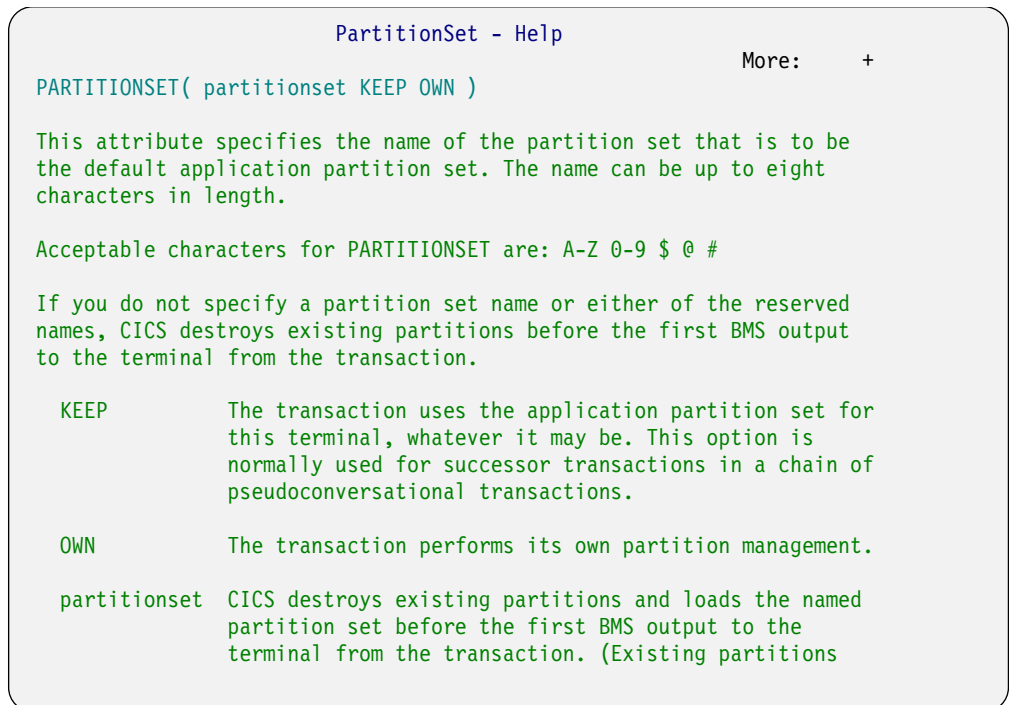 PartitionSet - Help
More: +
PARTITIONSET( partitionset KEEP OWN )
This attribute specifies the name of the partition set that is to be
the default application partition set. The name can be up to eight
characters in length.
Acceptable characters for PARTITIONSET are: A-Z 0-9 $ @ #
If you do not specify a partition set name or either of the reserved
names, CICS destroys existing partitions before the first BMS output
to the terminal from the transaction.
KEEP The transaction uses the application partition set for
this terminal, whatever it may be. This option is
normally used for successor transactions in a chain of
pseudoconversational transactions.
OWN The transaction performs its own partition management.
partitionset CICS destroys existing partitions and loads the named
partition set before the first BMS output to the
terminal from the transaction. (Existing partitions